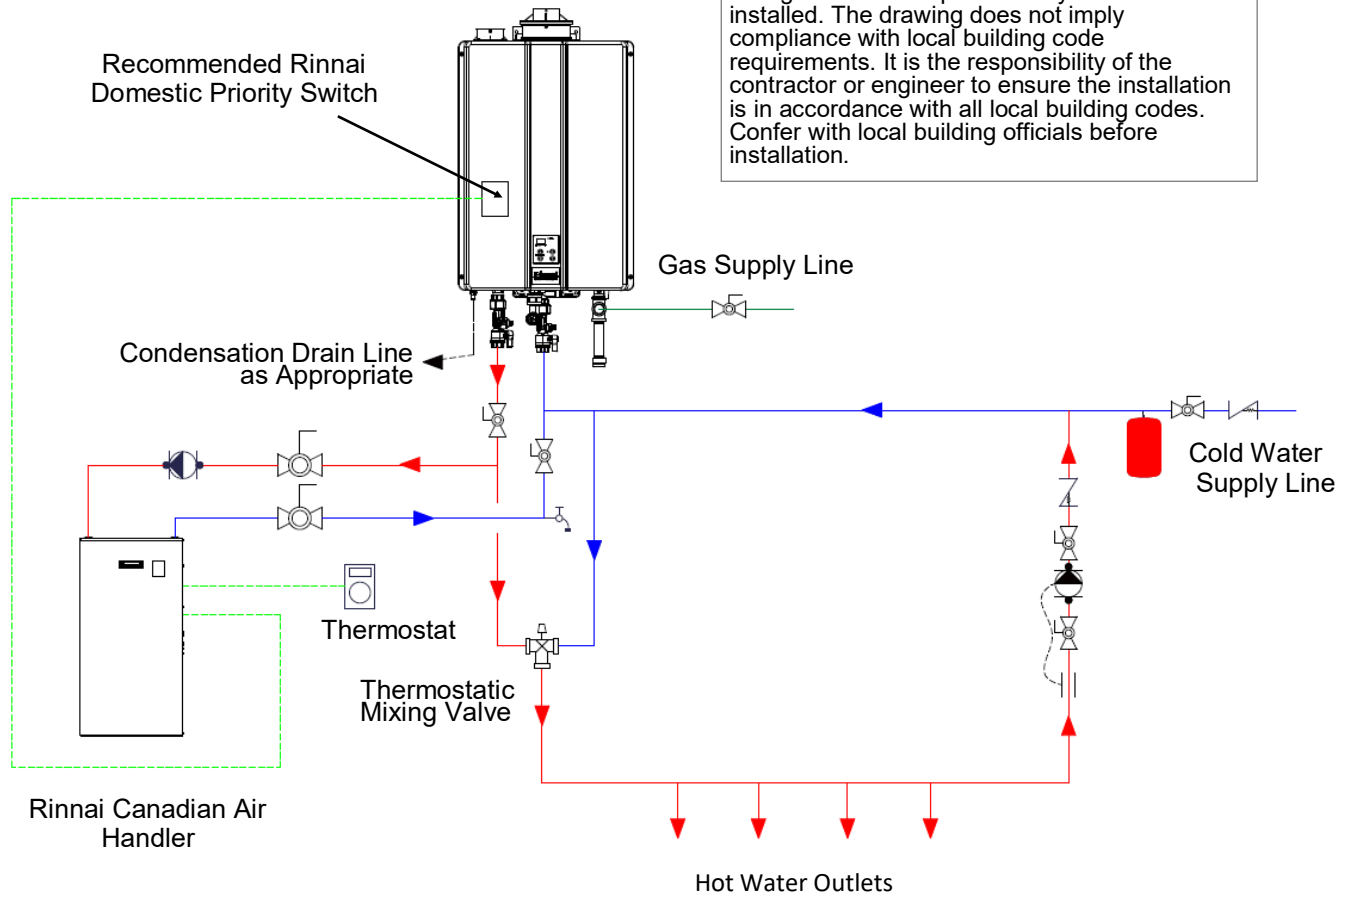 installed. The drawing does not imply
compliance with local building code
requirements. It is the responsibility of the
contractor or engineer to ensure the installation
is in accordance with all local building codes.
Confer with local building officials before
installation.
Recommended Rinnai
Domestic Priority Switch
Gas Supply Line
Condensation Drain Line
as Appropriate
Cold Water
Supply Line
Thermostat
Thermostatic
Mixing Valve
Rinnai Canadian Air
Handler
Hot Water Outlets